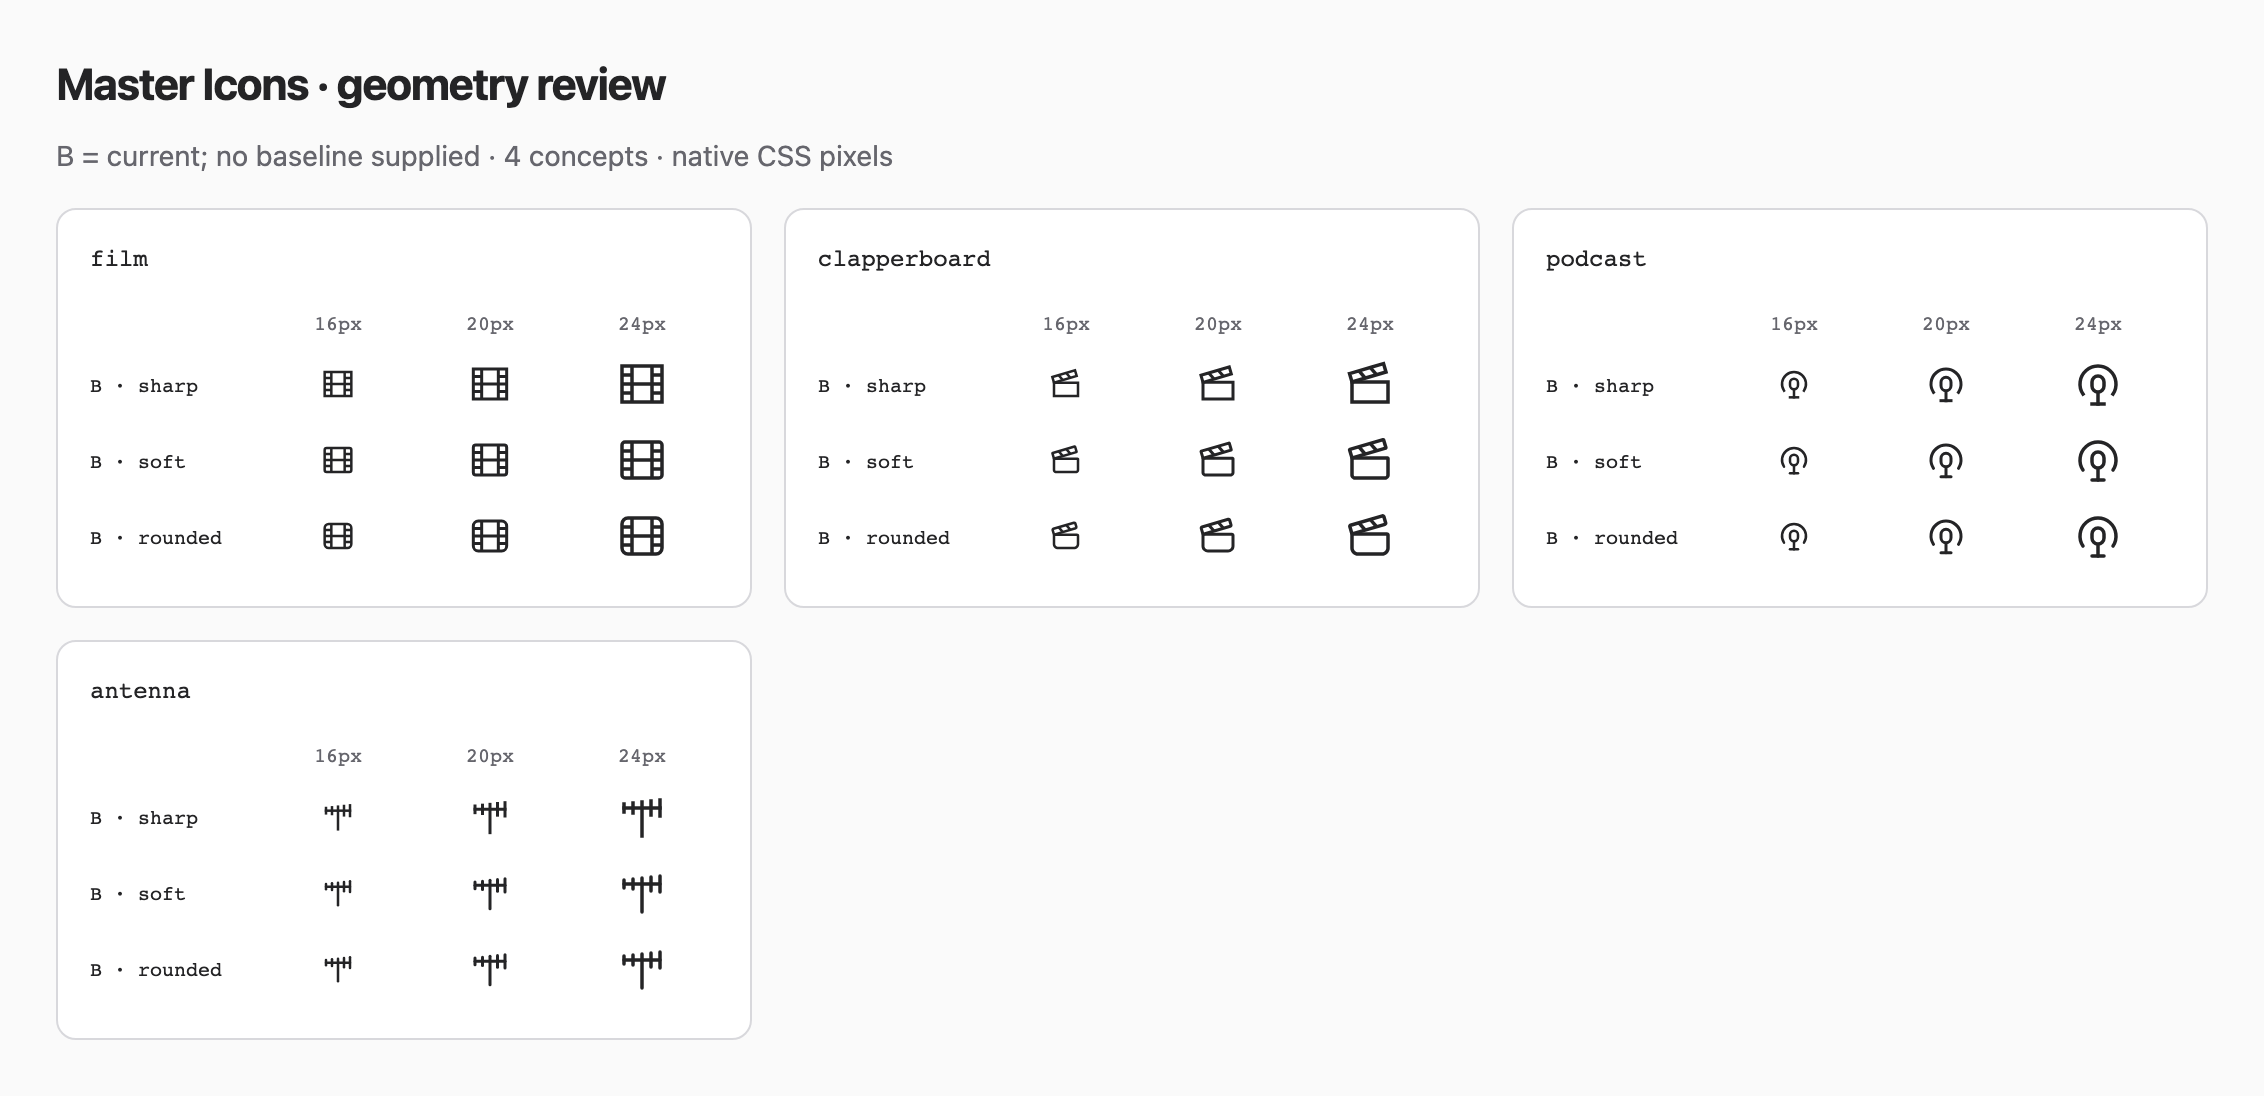 Master Icons · geometry review
B = current; no baseline supplied · 4 concepts · native CSS pixels
film
16px 20px 24px
B · sharp
B · soft
B · rounded
clapperboard
16px 20px 24px
B · sharp
B · soft
B · rounded
podcast
16px 20px 24px
B · sharp
B · soft
B · rounded
antenna
16px 20px 24px
B · sharp
B · soft
B · rounded